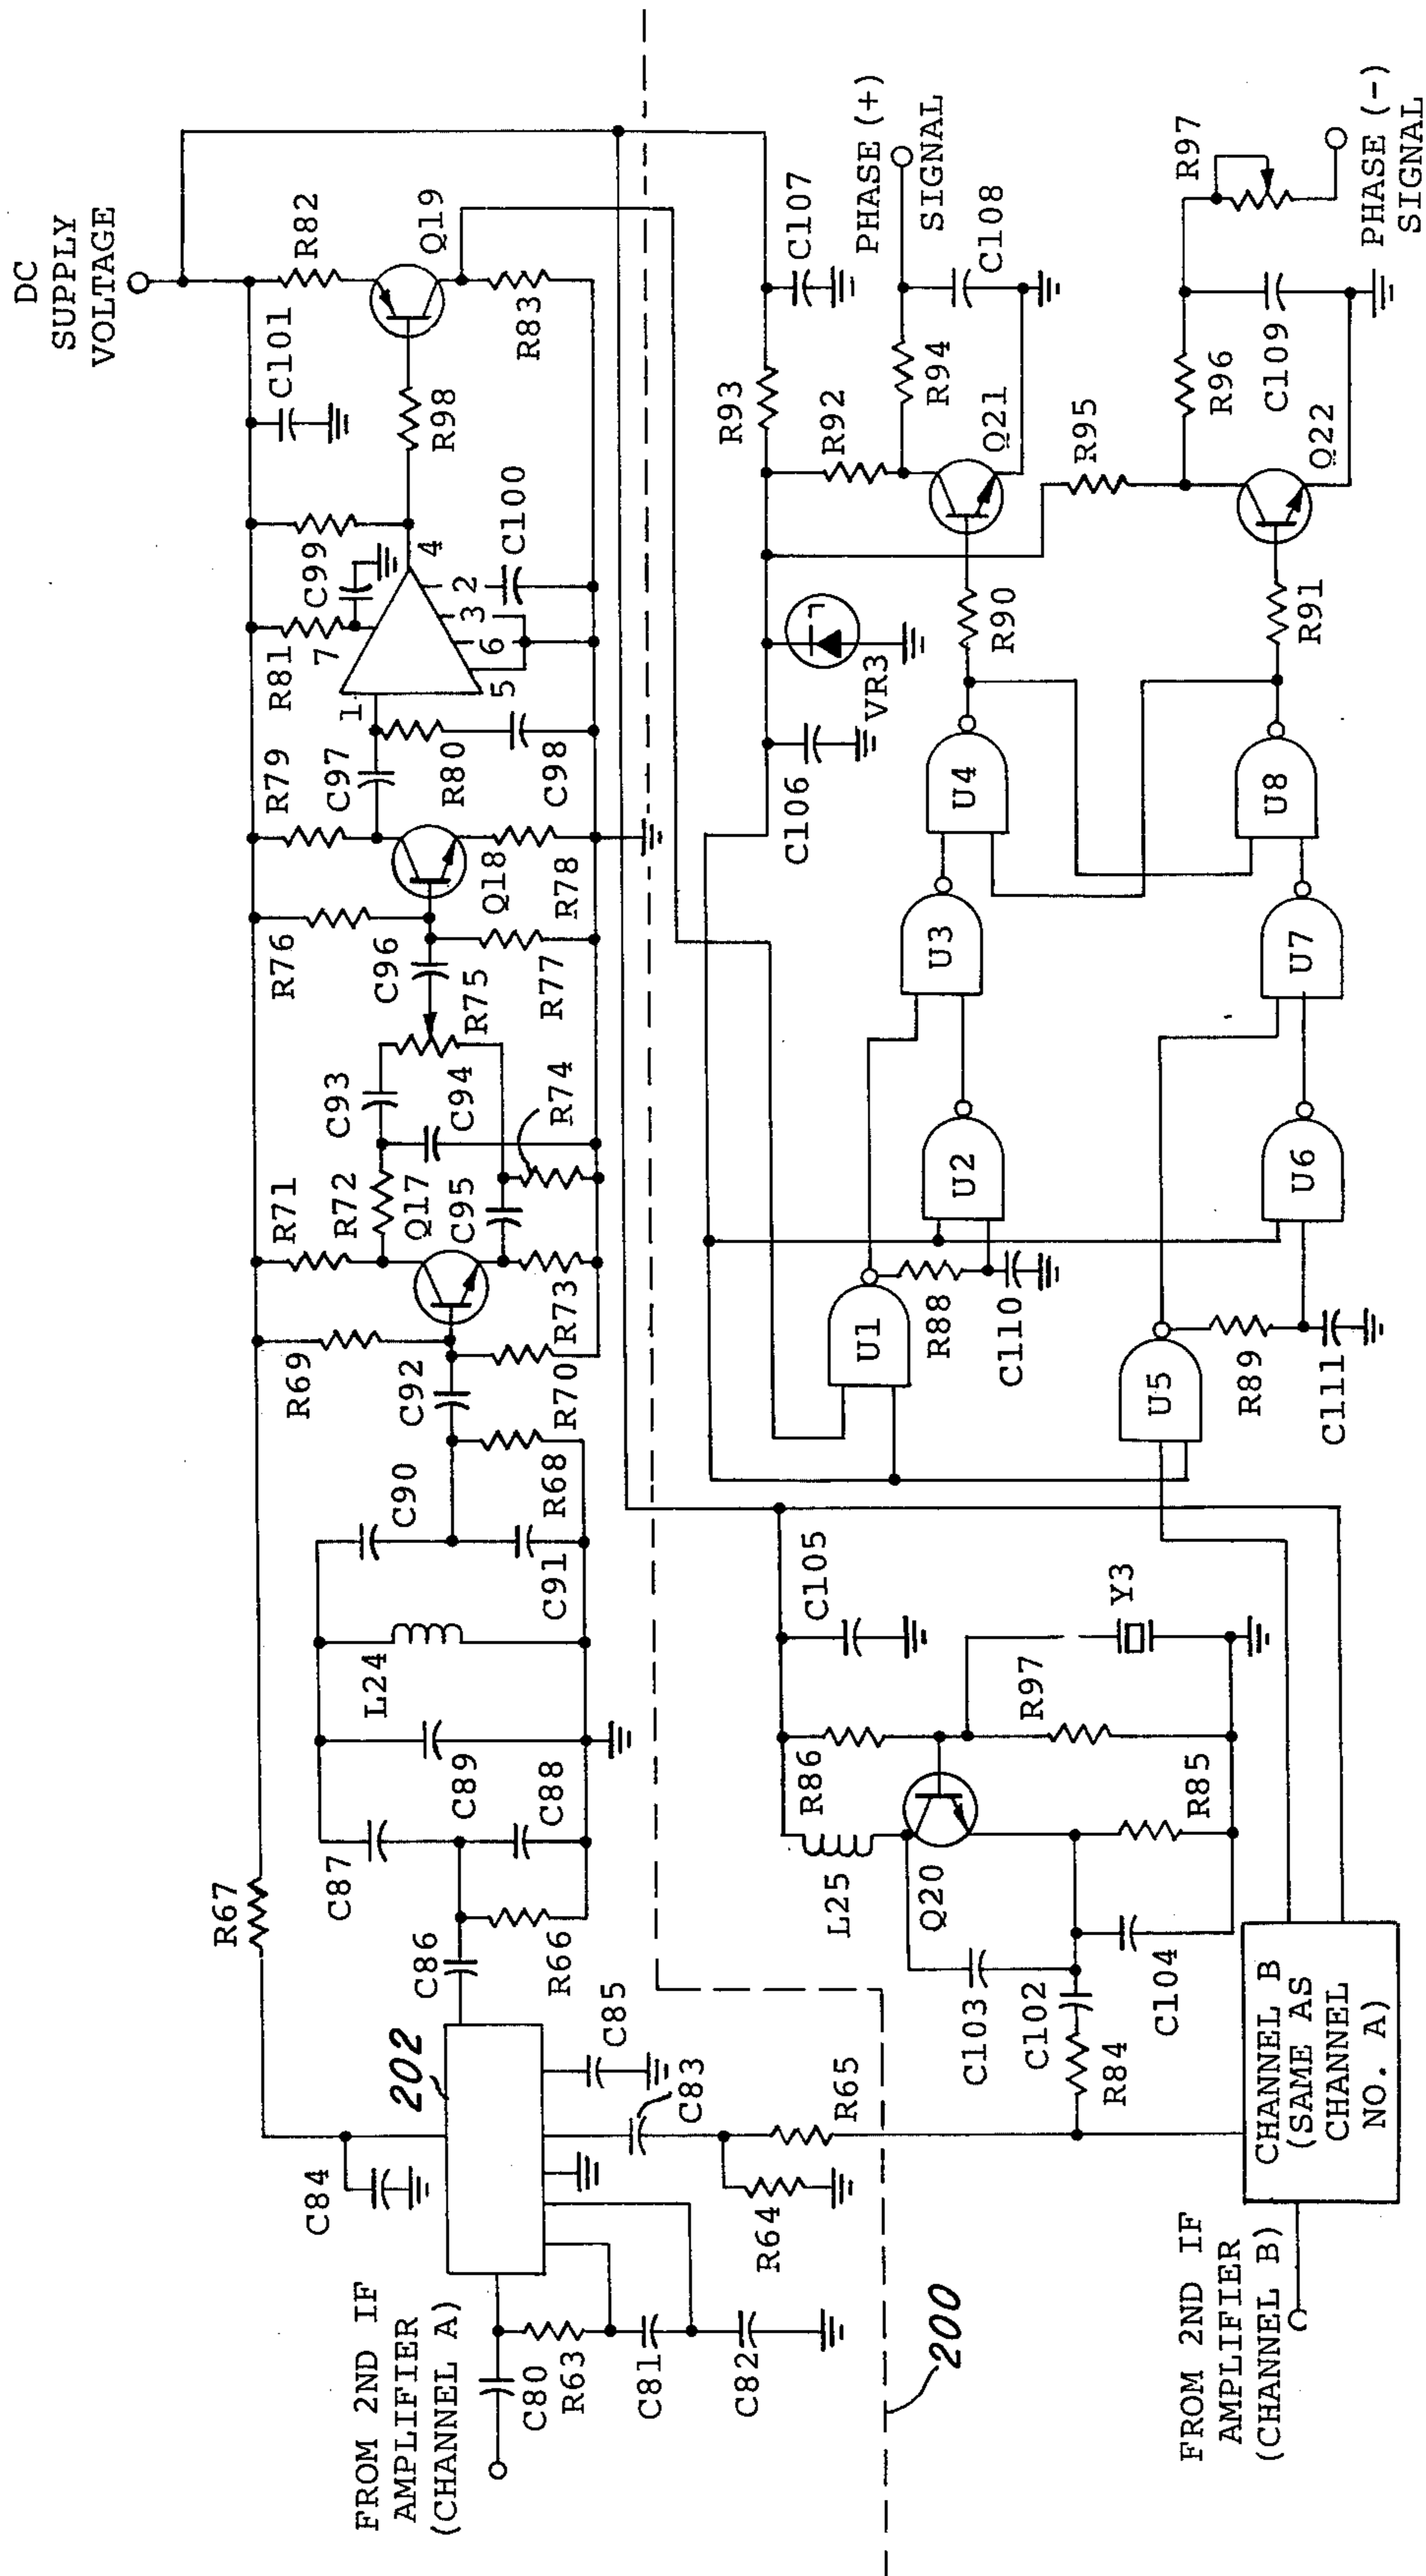 DC
SUPPLY
VOLTAGE
C101
R82
Q19
R83
R98
C99
4
C100
2
3
6
5
7
1
R81
R79
C97
R80
C98
R76
C96
Q18
R78
R77
R75
C93
C94
R74
R71
R72
Q17
C95
R73
R69
C92
R70
C90
R68
C91
L24
C89
C87
C88
R67
C86
R66
202
C85
C83
R65
C84
R64
FROM 2ND IF
AMPLIFIER
(CHANNEL A)
C80
R63
C81
C82
200
C107
PHASE (+)
SIGNAL
C108
R93
R92
R94
Q21
R97
PHASE (-)
SIGNAL
R95
R96
C109
Q22
VR3
C106
R90
R91
U4
U8
U3
U7
U2
U6
U1
R88
C110
U5
R89
C111
C105
Y3
R97
R86
R85
L25
Q20
C103
C102
C104
R84
CHANNEL B
(SAME AS
CHANNEL
NO. A)
FROM 2ND IF
AMPLIFIER
(CHANNEL B)